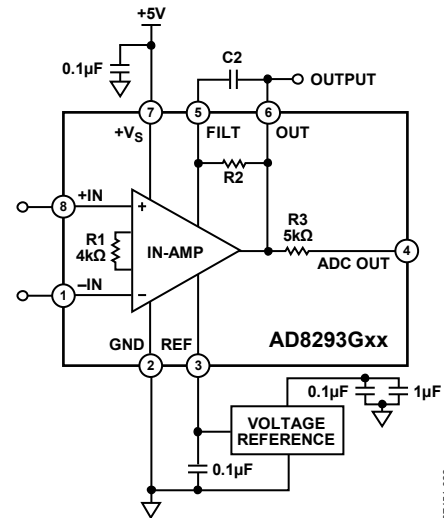 +5V
0.1µF
C2
OUTPUT
7
5
6
+VS
FILT
OUT
R2
8
+IN
+
R1
4kΩ
IN-AMP
R3
5kΩ
4
ADC OUT
1
–IN
–
GND
REF
AD8293Gxx
2
3
0.1µF
1µF
VOLTAGE
REFERENCE
0.1µF